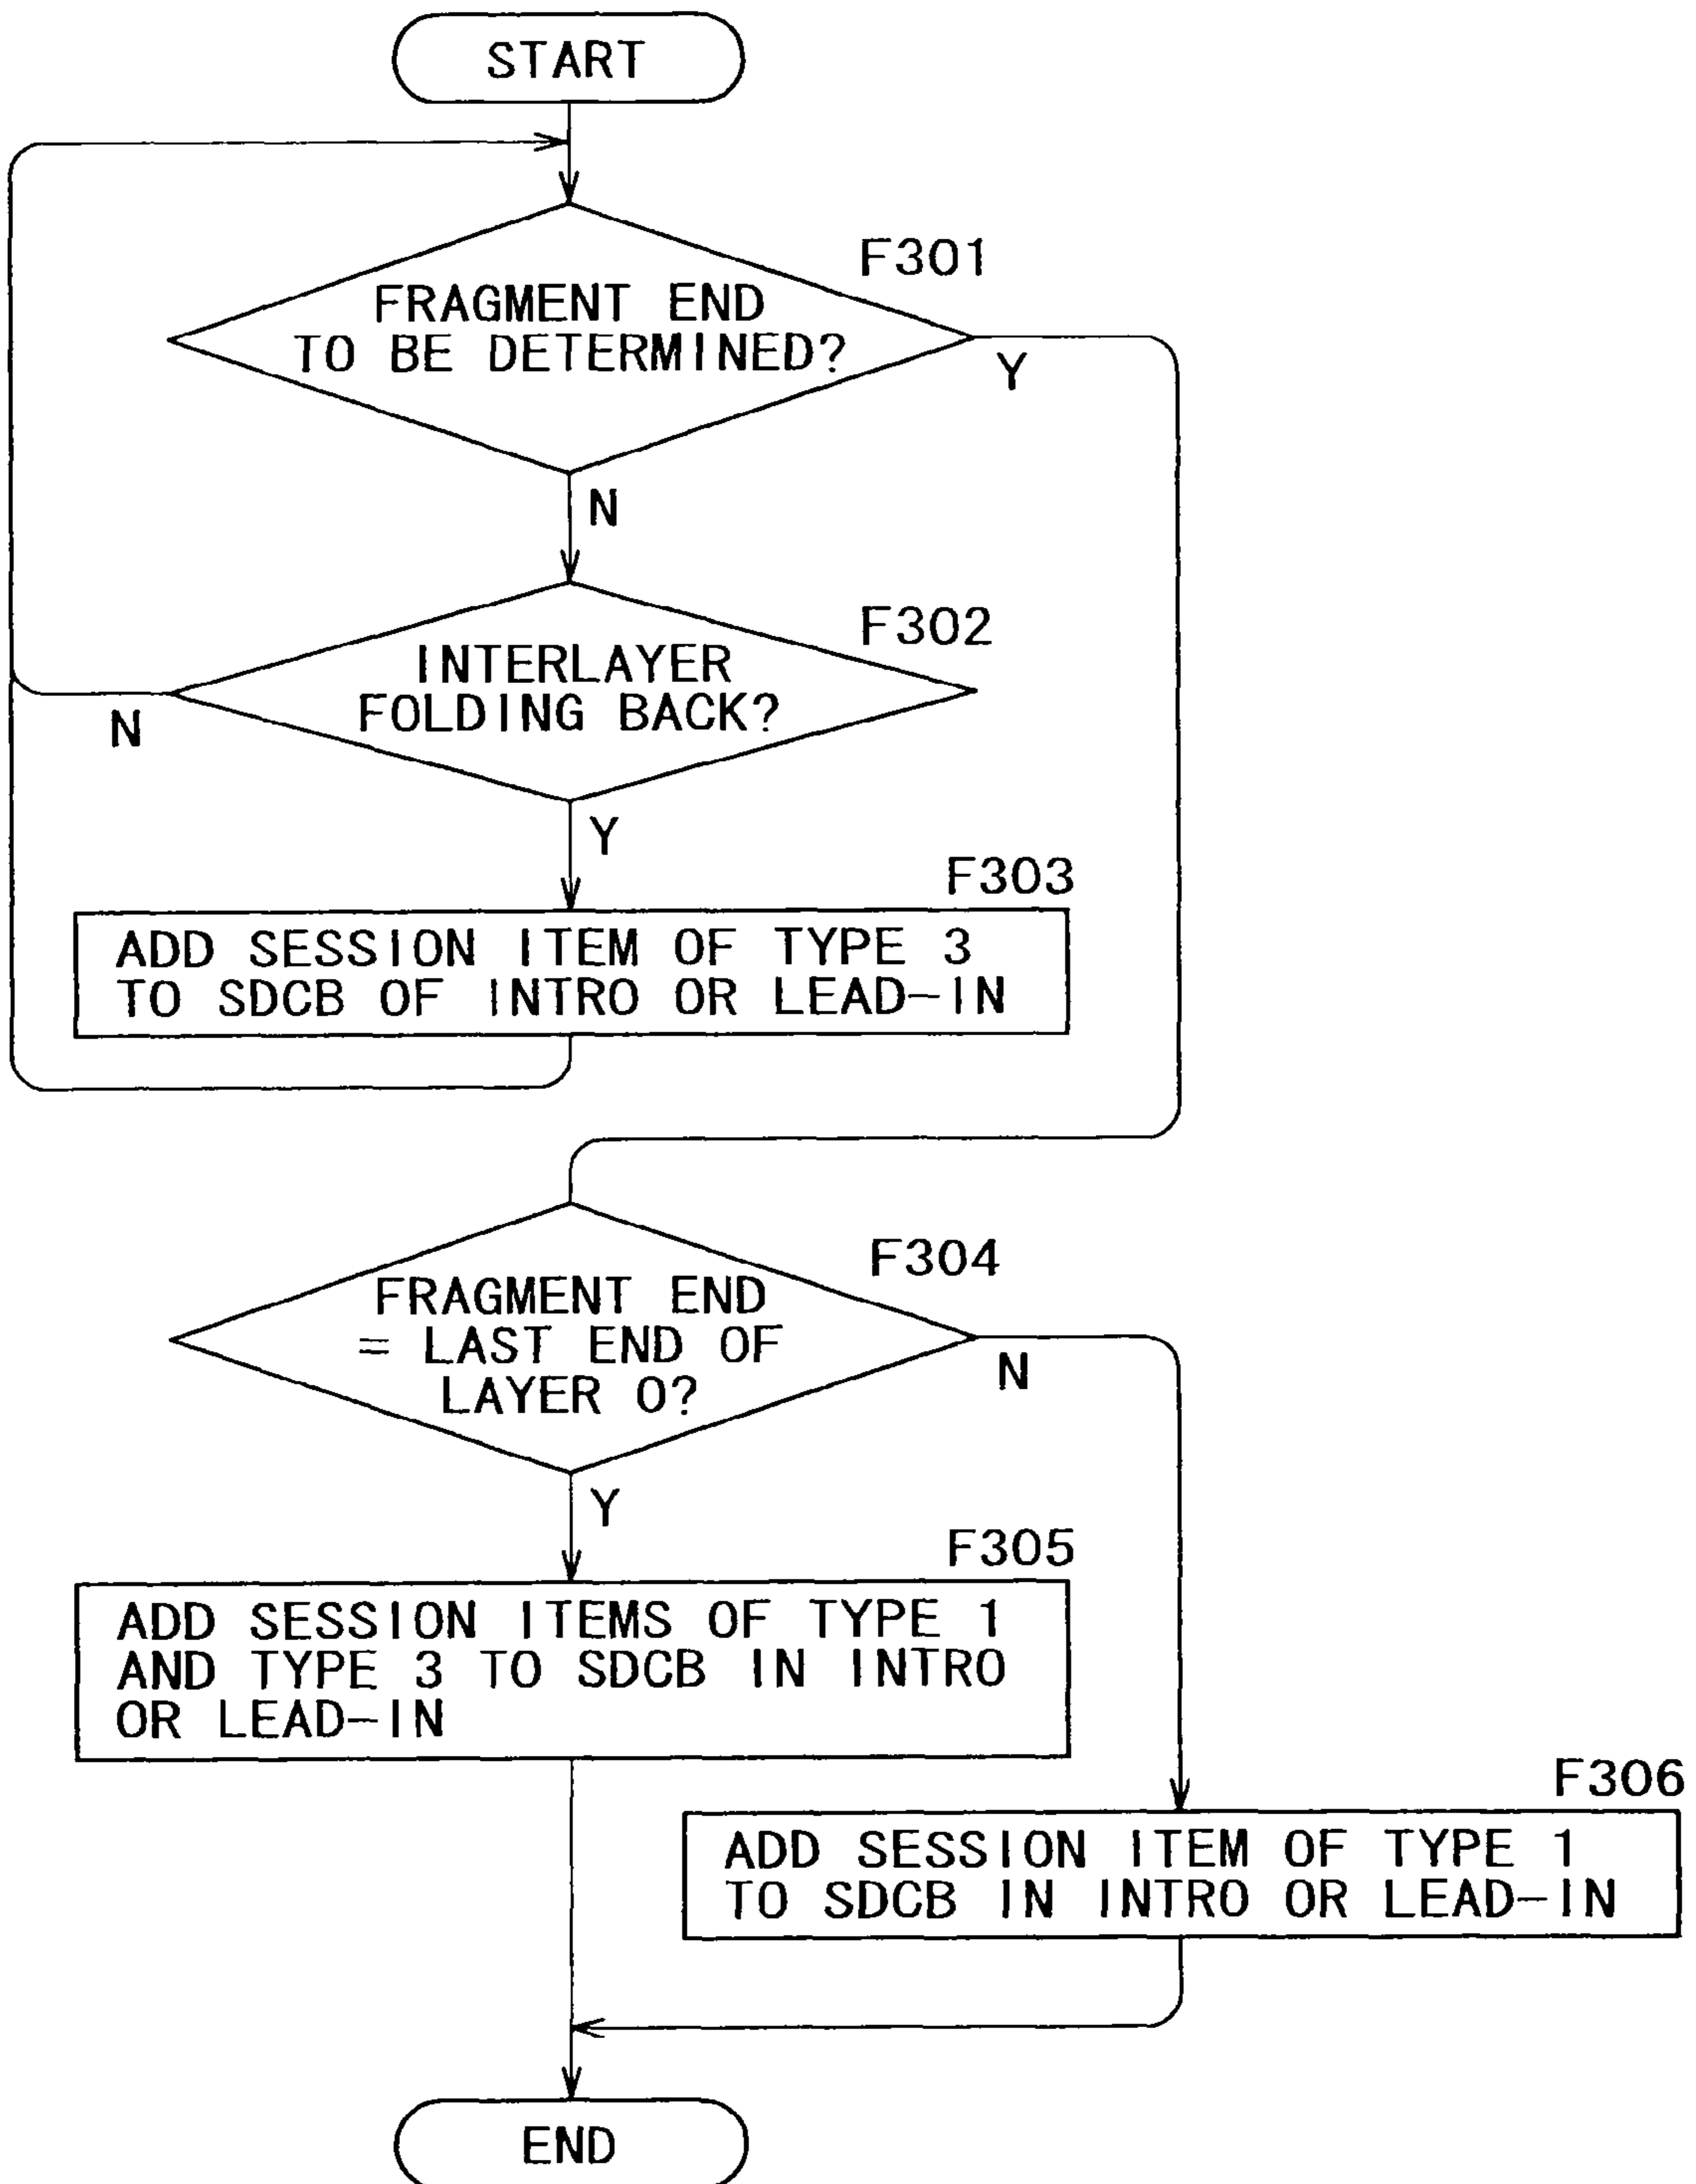 START
F301
FRAGMENT END
TO BE DETERMINED?
Y
N
F302
INTERLAYER
FOLDING BACK?
N
Y
F303
ADD SESSION ITEM OF TYPE 3
TO SDCB OF INTRO OR LEAD-IN
F304
FRAGMENT END
= LAST END OF
LAYER 0?
N
Y
F305
ADD SESSION ITEMS OF TYPE 1
AND TYPE 3 TO SDCB IN INTRO
OR LEAD-IN
F306
ADD SESSION ITEM OF TYPE 1
TO SDCB IN INTRO OR LEAD-IN
END